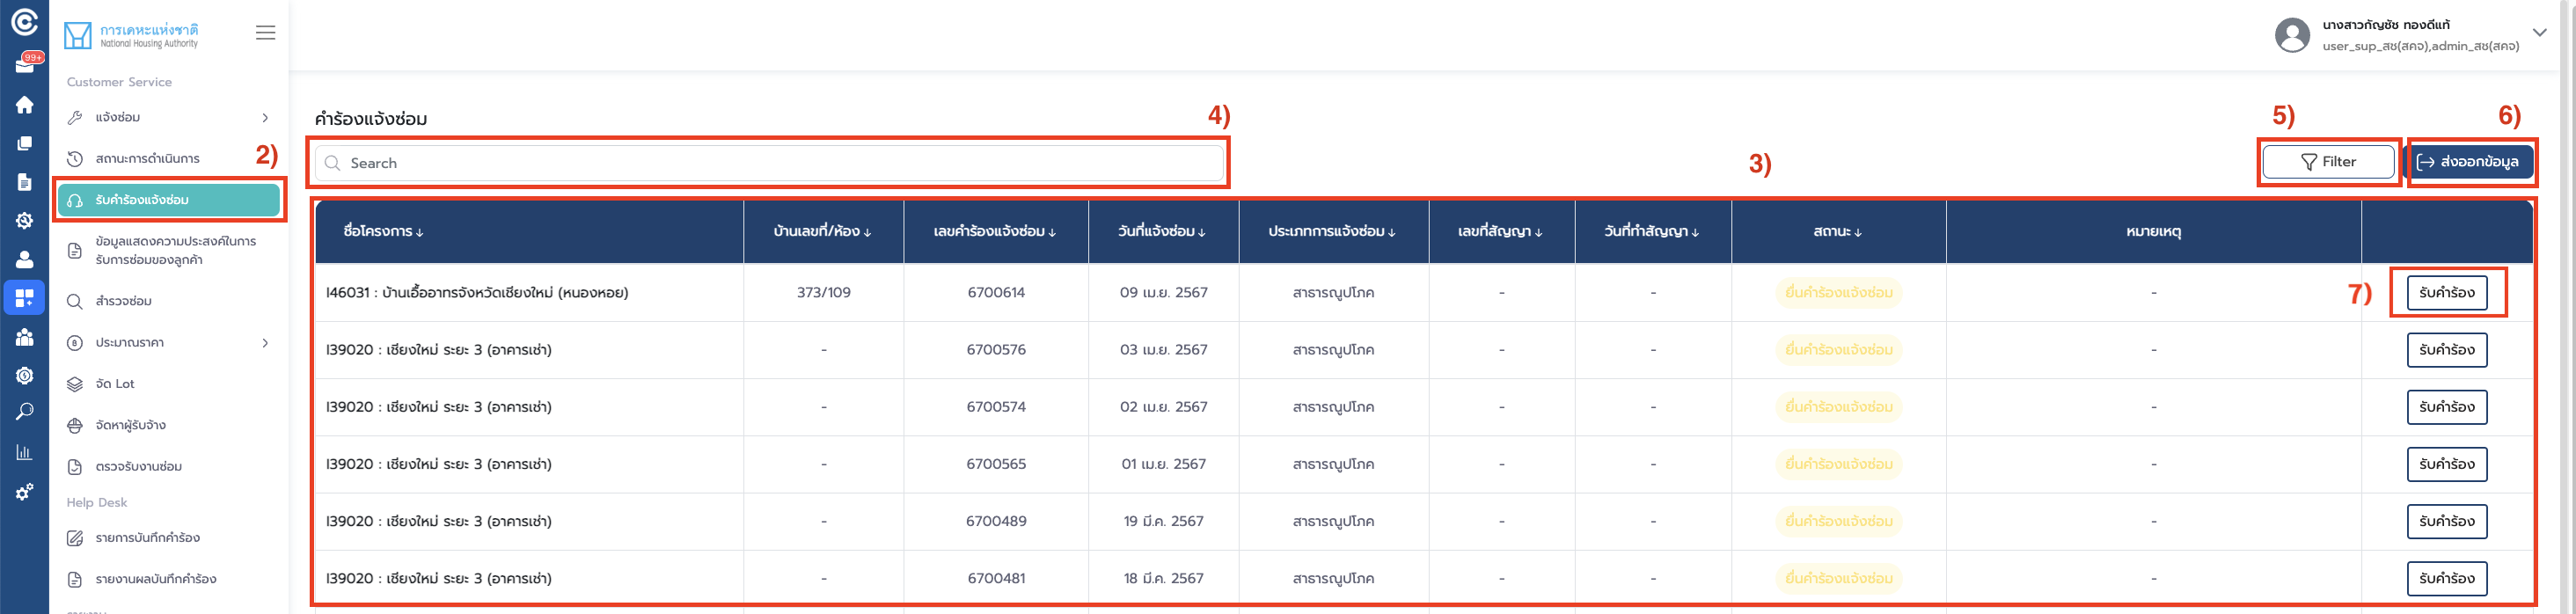 การเคหะแห่งชาติ
National Housing Authority
นางสาวกัญชัช ทองดีแท้
user_sup_สช(สคจ),admin_สช(สคจ)
99+
Customer Service
แจ้งซ่อม
สถานะการดำเนินการ
2)
รับคำร้องแจ้งซ่อม
ข้อมูลแสดงความประสงค์ในการ
รับการซ่อมของลูกค้า
สำรวจซ่อม
ประมาณราคา
จัด Lot
จัดหาผู้รับจ้าง
ตรวจรับงานซ่อม
Help Desk
รายการบันทึกคำร้อง
รายงานผลบันทึกคำร้อง
คำร้องแจ้งซ่อม
4)
5)
6)
Search
3)
Filter
ส่งออกข้อมูล
ชื่อโครงการ↓ บ้านเลขที่/ห้อง↓ เลขคำร้องแจ้งซ่อม↓ วันที่แจ้งซ่อม↓ ประเภทการแจ้งซ่อม↓ เลขที่สัญญา↓ วันที่ทำสัญญา↓ สถานะ↓ หมายเหตุ
I46031 : บ้านเอื้ออาทรจังหวัดเชียงใหม่ (หนองหอย) 373/109 6700614 09 เม.ย. 2567 สาธารณูปโภค - - ยื่นคำร้องแจ้งซ่อม - 7) รับคำร้อง
I39020 : เชียงใหม่ ระยะ 3 (อาคารเช่า) - 6700576 03 เม.ย. 2567 สาธารณูปโภค - - ยื่นคำร้องแจ้งซ่อม - รับคำร้อง
I39020 : เชียงใหม่ ระยะ 3 (อาคารเช่า) - 6700574 02 เม.ย. 2567 สาธารณูปโภค - - ยื่นคำร้องแจ้งซ่อม - รับคำร้อง
I39020 : เชียงใหม่ ระยะ 3 (อาคารเช่า) - 6700565 01 เม.ย. 2567 สาธารณูปโภค - - ยื่นคำร้องแจ้งซ่อม - รับคำร้อง
I39020 : เชียงใหม่ ระยะ 3 (อาคารเช่า) - 6700489 19 มี.ค. 2567 สาธารณูปโภค - - ยื่นคำร้องแจ้งซ่อม - รับคำร้อง
I39020 : เชียงใหม่ ระยะ 3 (อาคารเช่า) - 6700481 18 มี.ค. 2567 สาธารณูปโภค - - ยื่นคำร้องแจ้งซ่อม - รับคำร้อง